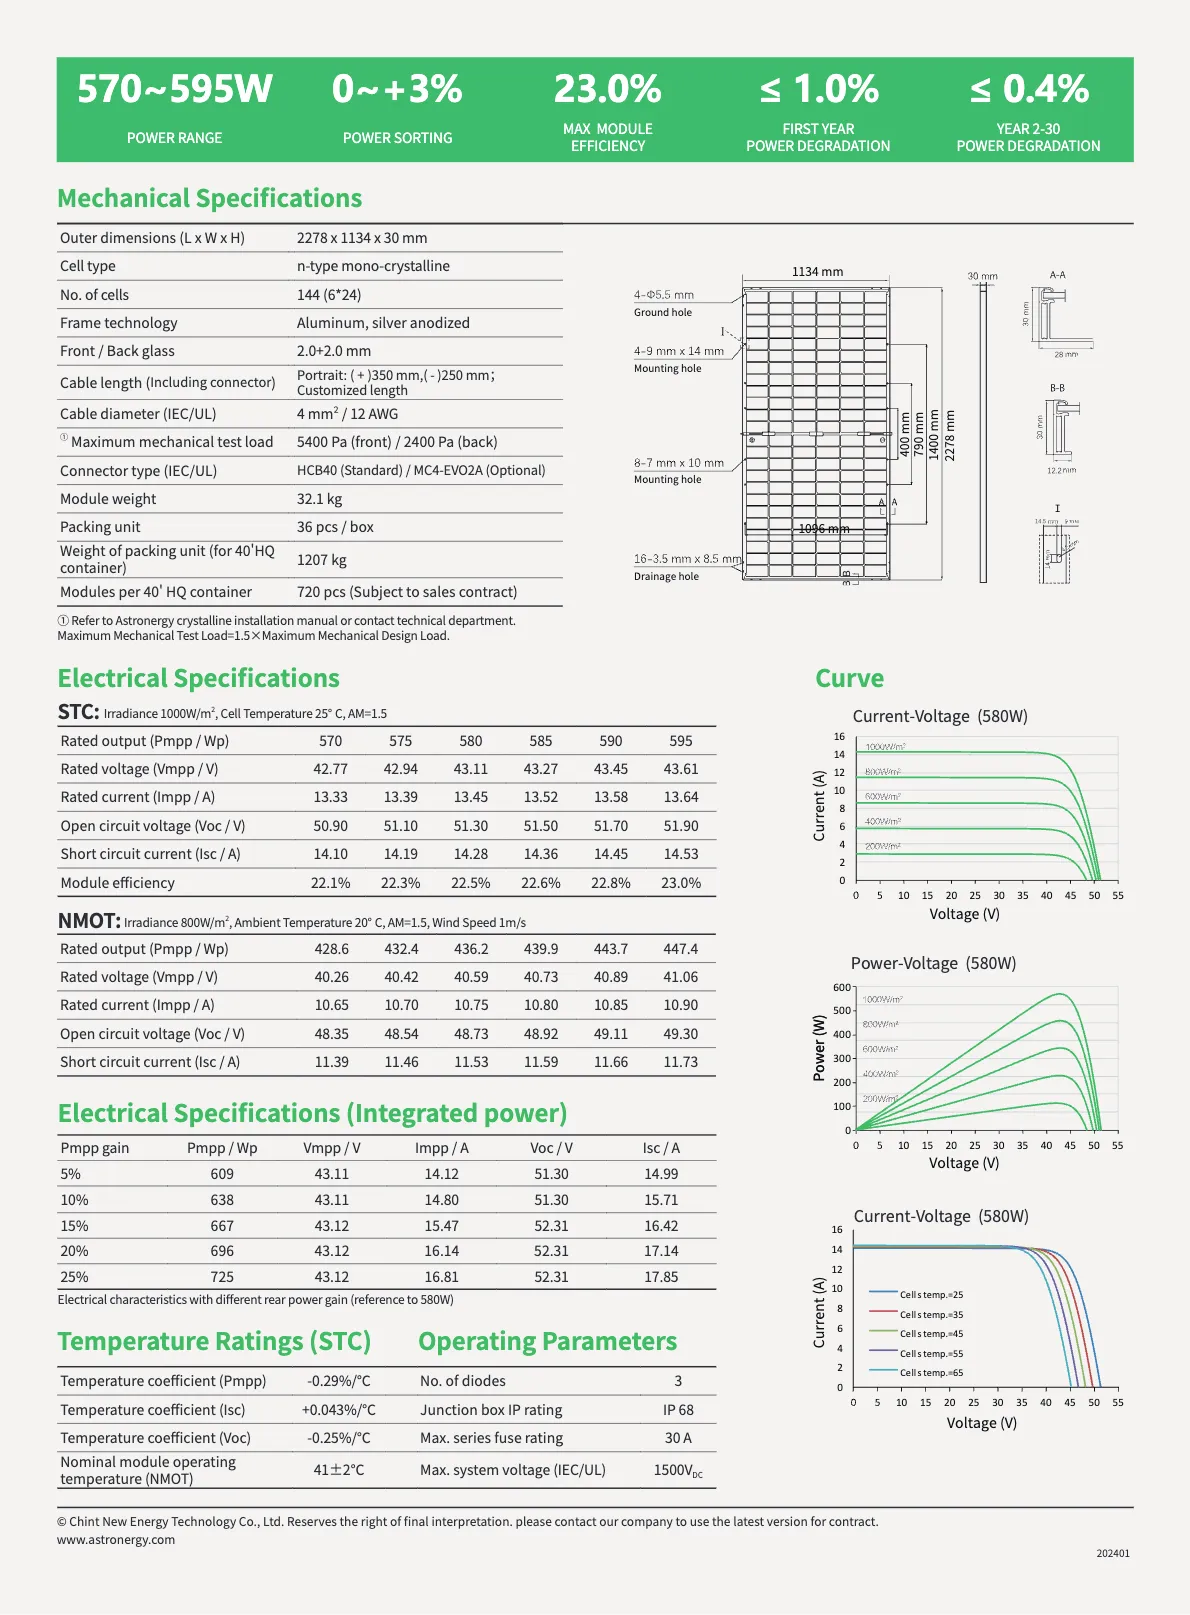 570~595W 0~+3% 23.0% ≤ 1.0% ≤ 0.4%
POWER RANGE POWER SORTING MAX MODULE EFFICIENCY FIRST YEAR POWER DEGRADATION YEAR 2-30 POWER DEGRADATION
Mechanical Specifications
Outer dimensions (L x W x H) 2278 x 1134 x 30 mm
Cell type n-type mono-crystalline
No. of cells 144 (6*24)
Frame technology Aluminum, silver anodized
Front / Back glass 2.0+2.0 mm
Cable length (Including connector) Portrait: ( + )350 mm,( - )250 mm;
Customized length
Cable diameter (IEC/UL) 4 mm² / 12 AWG
① Maximum mechanical test load 5400 Pa (front) / 2400 Pa (back)
Connector type (IEC/UL) HCB40 (Standard) / MC4-EVO2A (Optional)
Module weight 32.1 kg
Packing unit 36 pcs / box
Weight of packing unit (for 40'HQ
container) 1207 kg
Modules per 40' HQ container 720 pcs (Subject to sales contract)
① Refer to Astronergy crystalline installation manual or contact technical department.
Maximum Mechanical Test Load=1.5×Maximum Mechanical Design Load.
1134 mm
4-Φ5.5 mm
Ground hole
I
4-9 mm x 14 mm
Mounting hole
8-7 mm x 10 mm
Mounting hole
16-3.5 mm x 8.5 mm
Drainage hole
400 mm
790 mm
1400 mm
2278 mm
A A
1096 mm
B B
30 mm
A-A
30 mm
28 mm
B-B
30 mm
12.2mm
I
14.5 mm 9 mm
Electrical Specifications
STC: Irradiance 1000W/m², Cell Temperature 25° C, AM=1.5
Rated output (Pmpp / Wp) 570 575 580 585 590 595
Rated voltage (Vmpp / V) 42.77 42.94 43.11 43.27 43.45 43.61
Rated current (Impp / A) 13.33 13.39 13.45 13.52 13.58 13.64
Open circuit voltage (Voc / V) 50.90 51.10 51.30 51.50 51.70 51.90
Short circuit current (Isc / A) 14.10 14.19 14.28 14.36 14.45 14.53
Module efficiency 22.1% 22.3% 22.5% 22.6% 22.8% 23.0%
NMOT: Irradiance 800W/m², Ambient Temperature 20° C, AM=1.5, Wind Speed 1m/s
Rated output (Pmpp / Wp) 428.6 432.4 436.2 439.9 443.7 447.4
Rated voltage (Vmpp / V) 40.26 40.42 40.59 40.73 40.89 41.06
Rated current (Impp / A) 10.65 10.70 10.75 10.80 10.85 10.90
Open circuit voltage (Voc / V) 48.35 48.54 48.73 48.92 49.11 49.30
Short circuit current (Isc / A) 11.39 11.46 11.53 11.59 11.66 11.73
Electrical Specifications (Integrated power)
Pmpp gain Pmpp / Wp Vmpp / V Impp / A Voc / V Isc / A
5% 609 43.11 14.12 51.30 14.99
10% 638 43.11 14.80 51.30 15.71
15% 667 43.12 15.47 52.31 16.42
20% 696 43.12 16.14 52.31 17.14
25% 725 43.12 16.81 52.31 17.85
Electrical characteristics with different rear power gain (reference to 580W)
Temperature Ratings (STC)
Temperature coefficient (Pmpp) -0.29%/°C
Temperature coefficient (Isc) +0.043%/°C
Temperature coefficient (Voc) -0.25%/°C
Nominal module operating
temperature (NMOT) 41±2°C
Operating Parameters
No. of diodes 3
Junction box IP rating IP 68
Max. series fuse rating 30 A
Max. system voltage (IEC/UL) 1500VDC
Curve
Current-Voltage (580W)
Current (A)
16
14
12
10
8
6
4
2
0
1000W/m²
800W/m²
600W/m²
400W/m²
200W/m²
0 5 10 15 20 25 30 35 40 45 50 55
Voltage (V)
Power-Voltage (580W)
Power (W)
600
500
400
300
200
100
0
1000W/m²
800W/m²
600W/m²
400W/m²
200W/m²
0 5 10 15 20 25 30 35 40 45 50 55
Voltage (V)
Current-Voltage (580W)
Current (A)
16
14
12
10
8
6
4
2
0
Cells temp.=25
Cells temp.=35
Cells temp.=45
Cells temp.=55
Cells temp.=65
0 5 10 15 20 25 30 35 40 45 50 55
Voltage (V)
© Chint New Energy Technology Co., Ltd. Reserves the right of final interpretation. please contact our company to use the latest version for contract.
www.astronergy.com
202401